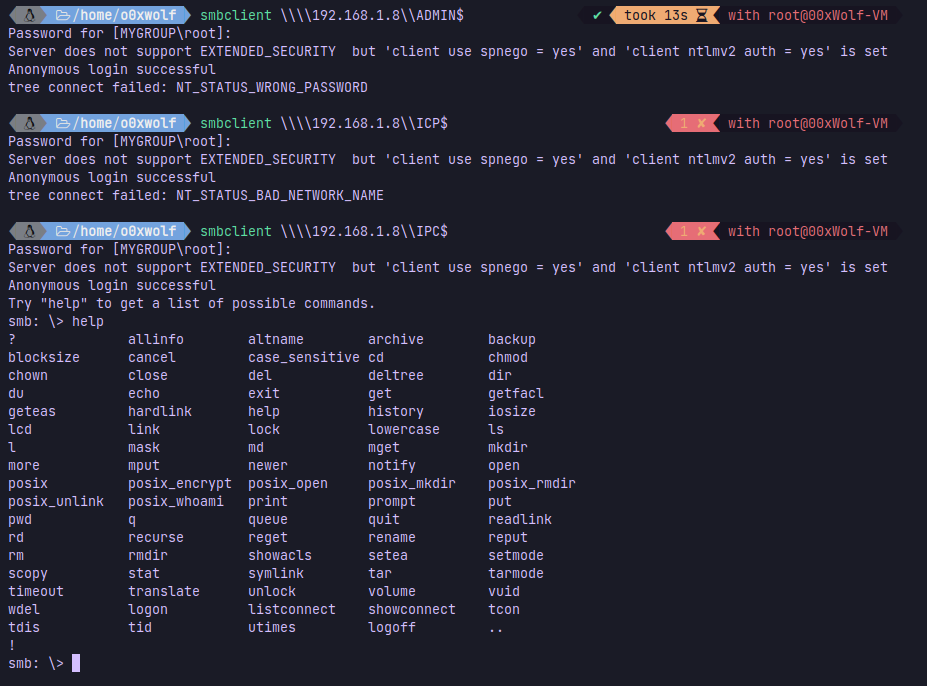 /home/o0xwolf smbclient \\\\192.168.1.8\\ADMIN$ ✔ took 13s with root@00xWolf-VM
Password for [MYGROUP\root]:
Server does not support EXTENDED_SECURITY  but 'client use spnego = yes' and 'client ntlmv2 auth = yes' is set
Anonymous login successful
tree connect failed: NT_STATUS_WRONG_PASSWORD
/home/o0xwolf smbclient \\\\192.168.1.8\\ICP$ 1 ✘ with root@00xWolf-VM
Password for [MYGROUP\root]:
Server does not support EXTENDED_SECURITY  but 'client use spnego = yes' and 'client ntlmv2 auth = yes' is set
Anonymous login successful
tree connect failed: NT_STATUS_BAD_NETWORK_NAME
/home/o0xwolf smbclient \\\\192.168.1.8\\IPC$ 1 ✘ with root@00xWolf-VM
Password for [MYGROUP\root]:
Server does not support EXTENDED_SECURITY  but 'client use spnego = yes' and 'client ntlmv2 auth = yes' is set
Anonymous login successful
Try "help" to get a list of possible commands.
smb: \> help
? allinfo altname archive backup
blocksize cancel case_sensitive cd chmod
chown close del deltree dir
du echo exit get getfacl
geteas hardlink help history iosize
lcd link lock lowercase ls
l mask md mget mkdir
more mput newer notify open
posix posix_encrypt posix_open posix_mkdir posix_rmdir
posix_unlink posix_whoami print prompt put
pwd q queue quit readlink
rd recurse reget rename reput
rm rmdir showacls setea setmode
scopy stat symlink tar tarmode
timeout translate unlock volume vuid
wdel logon listconnect showconnect tcon
tdis tid utimes logoff ..
!
smb: \>